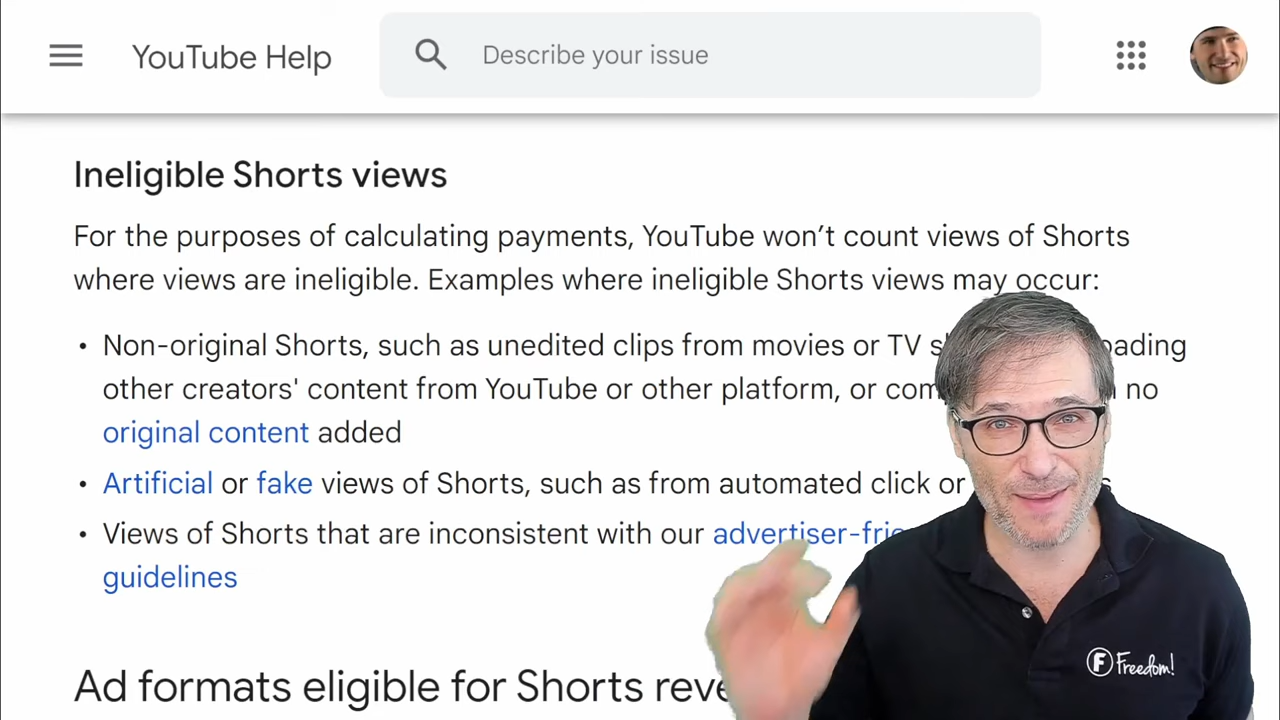 YouTube Help
Describe your issue
Ineligible Shorts views
For the purposes of calculating payments, YouTube won’t count views of Shorts
where views are ineligible. Examples where ineligible Shorts views may occur:
• Non-original Shorts, such as unedited clips from movies or TV
other creators' content from YouTube or other platform, or no
original content added
• Artificial or fake views of Shorts, such as from automated click or
• Views of Shorts that are inconsistent with our advertiser-
guidelines
Ad formats eligible for Shorts
F Freedom!